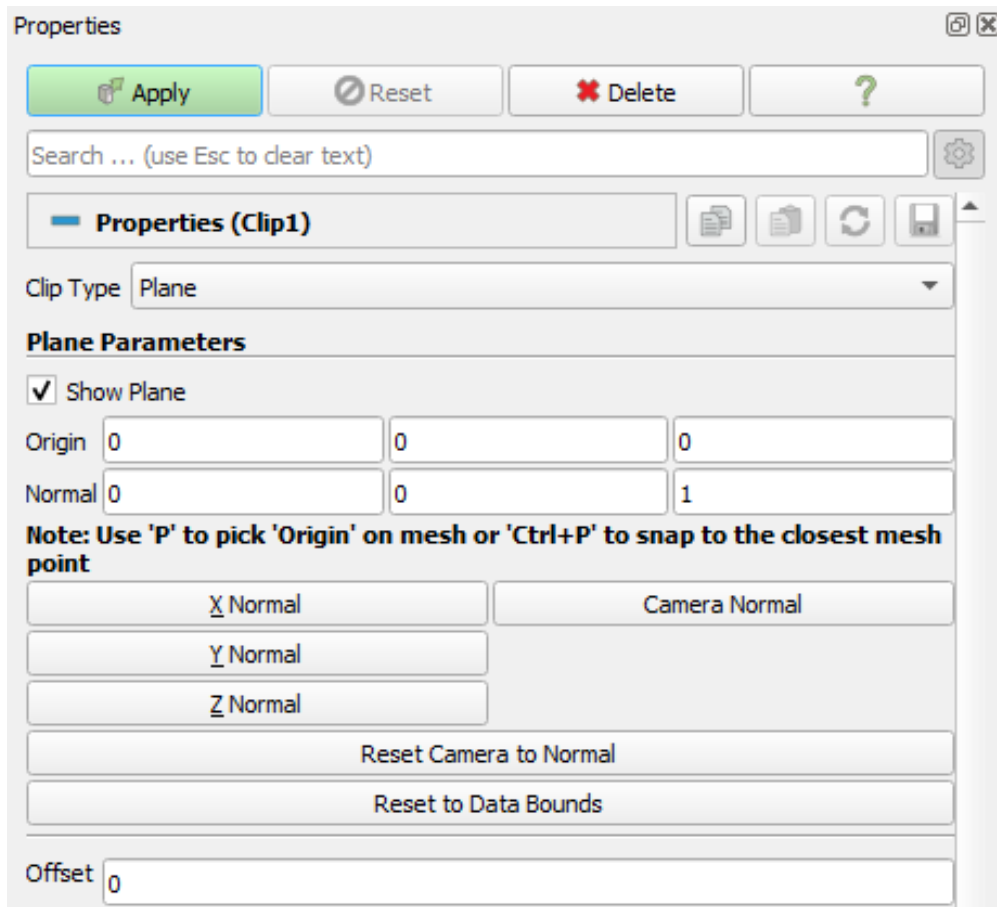 Properties
Apply Reset Delete ?
Search ... (use Esc to clear text)
Properties (Clip1)
Clip Type Plane
Plane Parameters
Show Plane
Origin 0 0 0
Normal 0 0 1
Note: Use 'P' to pick 'Origin' on mesh or 'Ctrl+P' to snap to the closest mesh
point
X Normal Camera Normal
Y Normal
Z Normal
Reset Camera to Normal
Reset to Data Bounds
Offset 0